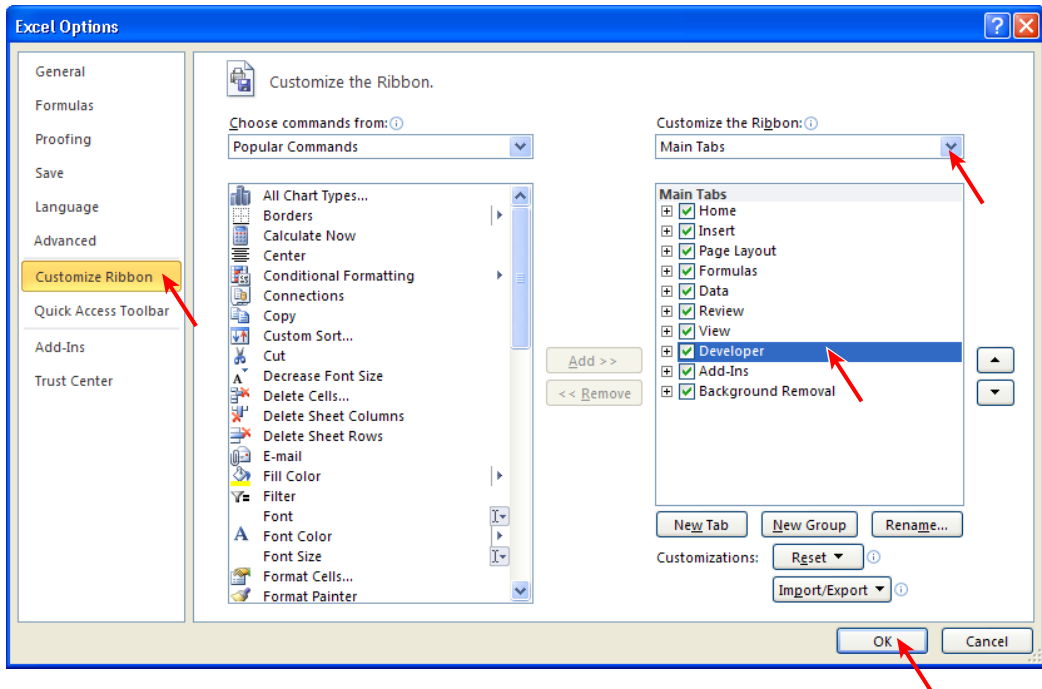 Excel Options
General
Formulas
Proofing
Save
Language
Advanced
Customize Ribbon
Quick Access Toolbar
Add-Ins
Trust Center
Customize the Ribbon.
Choose commands from:
Popular Commands
All Chart Types...
Borders
Calculate Now
Center
Conditional Formatting
Connections
Copy
Custom Sort...
Cut
Decrease Font Size
Delete Cells...
Delete Sheet Columns
Delete Sheet Rows
E-mail
Fill Color
Filter
Font
Font Color
Font Size
Format Cells...
Format Painter
Add >>
<< Remove
Customize the Ribbon:
Main Tabs
Main Tabs
Home
Insert
Page Layout
Formulas
Data
Review
View
Developer
Add-Ins
Background Removal
New Tab New Group Rename...
Customizations: Reset
Import/Export
OK Cancel